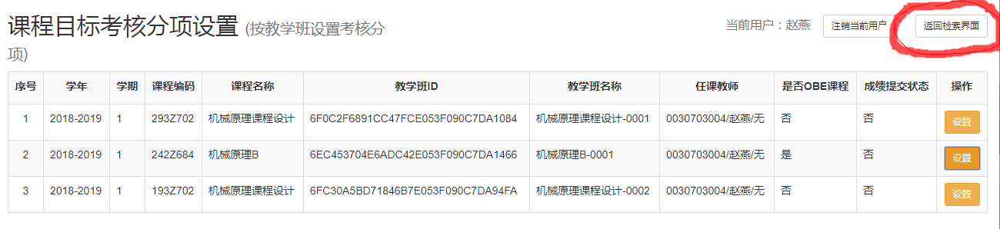 课程目标考核分项设置 (按教学班设置考核分
项)
当前用户：赵燕 注销当前用户 返回检索界面
序号 学年 学期 课程编码 课程名称 教学班ID 教学班名称 任课教师 是否OBE课程 成绩提交状态 操作
1 2018-2019 1 293Z702 机械原理课程设计 6F0C2F6891CC47FCE053F090C7DA1084 机械原理课程设计-0001 0030703004/赵燕/无 否 否 设置
2 2018-2019 1 242Z684 机械原理B 6EC453704E6ADC42E053F090C7DA1466 机械原理B-0001 0030703004/赵燕/无 是 否 设置
3 2018-2019 1 193Z702 机械原理课程设计 6FC30A5BD71846B7E053F090C7DA94FA 机械原理课程设计-0002 0030703004/赵燕/无 否 否 设置